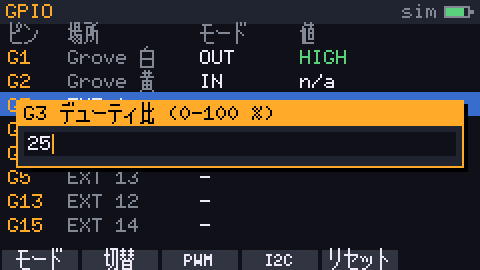 GPIO sim
ピン 場所 モード 値
G1 Grove 白 OUT HIGH
G2 Grove 黄 IN n/a
G3 デューティ比 (0-100 %)
25
G5 EXT 13 -
G13 EXT 12 -
G15 EXT 14 -
モード 切替 PWM I2C リセット